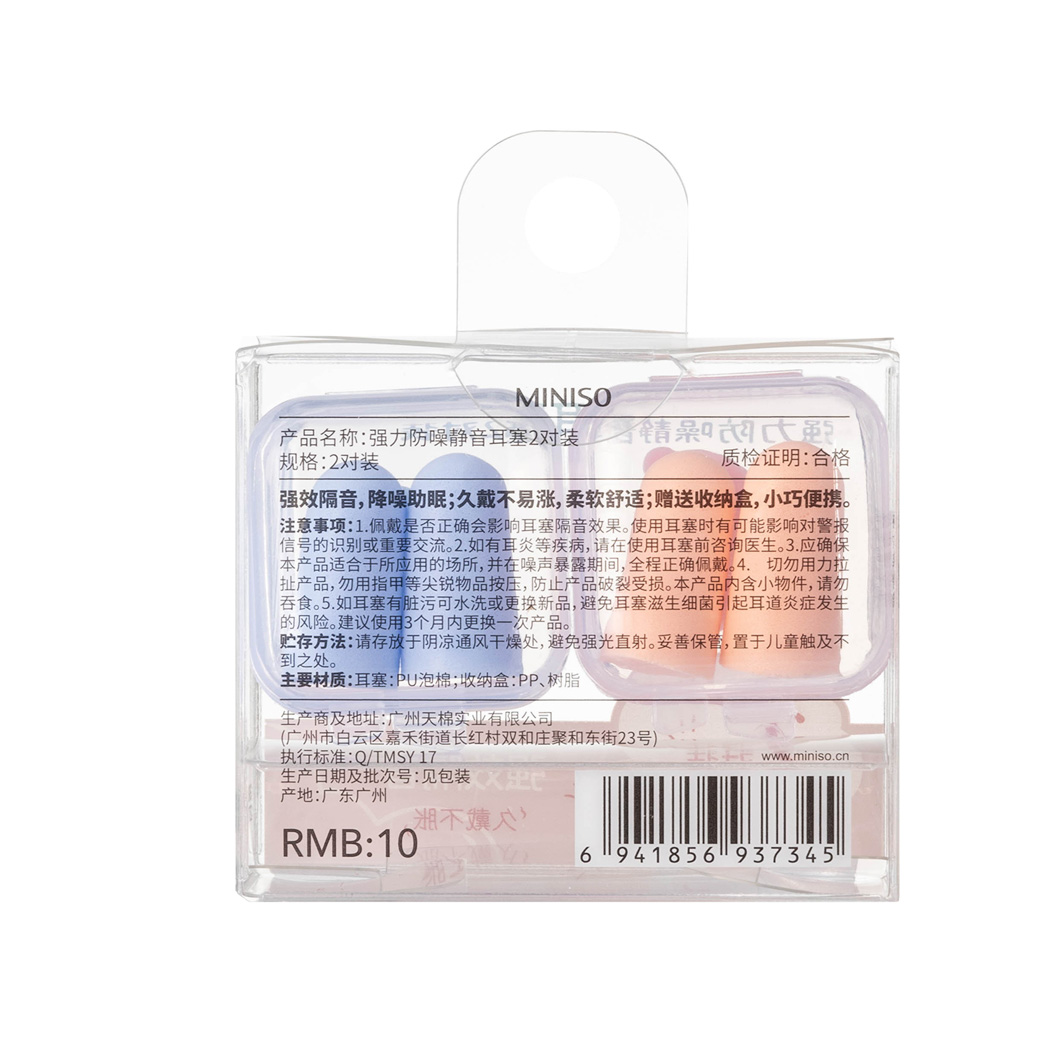 MINISO
产品名称:强力防噪静音耳塞2对装
规格:2对装
质检证明:合格
强效隔音,降噪助眠;久戴不易涨,柔软舒适;赠送收纳盒,小巧便携。
注意事项:1.佩戴是否正确会影响耳塞隔音效果。使用耳塞时有可能影响对警报
信号的识别或重要交流。2.如有耳炎等疾病,请在使用耳塞前咨询医生。3.应确保
本产品适合于所应用的场所,并在噪声暴露期间,全程正确佩戴。4. 切勿用力拉
扯产品,勿用指甲等尖锐物品按压,防止产品破裂受损。本产品内含小物件,请勿
吞食。5.如耳塞有脏污可水洗或更换新品,避免耳塞滋生细菌引起耳道炎症发生
的风险。建议使用3个月内更换一次产品。
贮存方法:请存放于阴凉通风干燥处,避免强光直射。妥善保管,置于儿童触及不
到之处。
主要材质:耳塞:PU泡棉;收纳盒:PP、树脂
生产商及地址:广州天棉实业有限公司
(广州市白云区嘉禾街道长红村双和庄聚和东街23号)
执行标准:Q/TMSY 17
www.miniso.cn
生产日期及批次号:见包装
产地:广东广州
RMB:10
6 941856 937345
强力防噪静音
久戴不胀